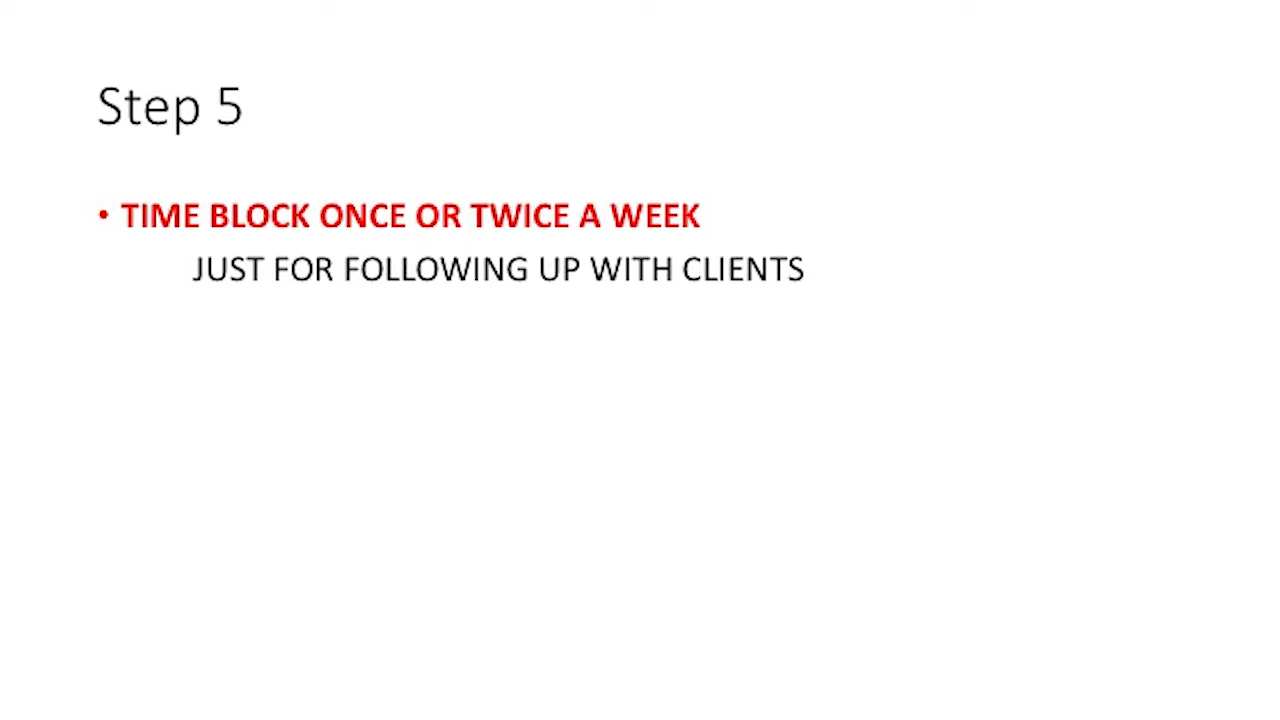 Step 5
• TIME BLOCK ONCE OR TWICE A WEEK
JUST FOR FOLLOWING UP WITH CLIENTS